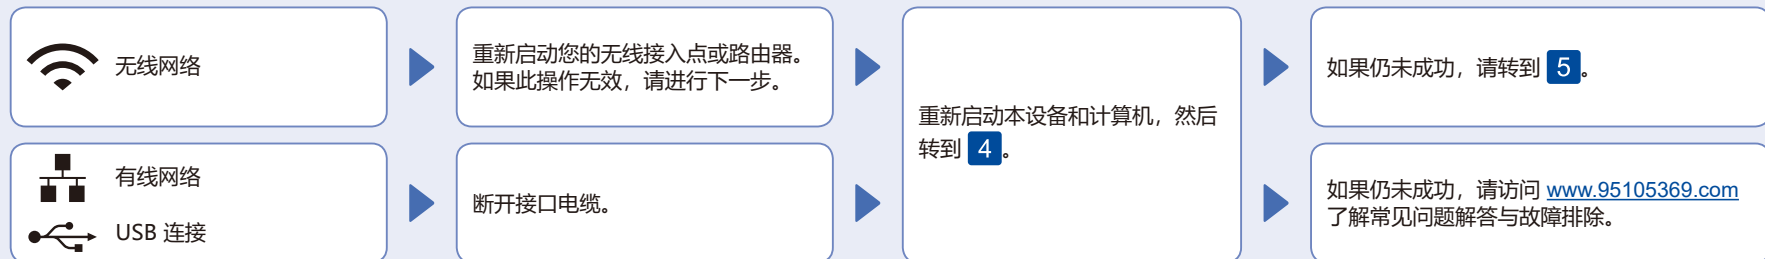 无线网络
重新启动您的无线接入点或路由器。
如果此操作无效，请进行下一步。
有线网络
USB 连接
断开接口电缆。
重新启动本设备和计算机，然后
转到 4。
如果仍未成功，请转到 5。
如果仍未成功，请访问 www.95105369.com
了解常见问题解答与故障排除。